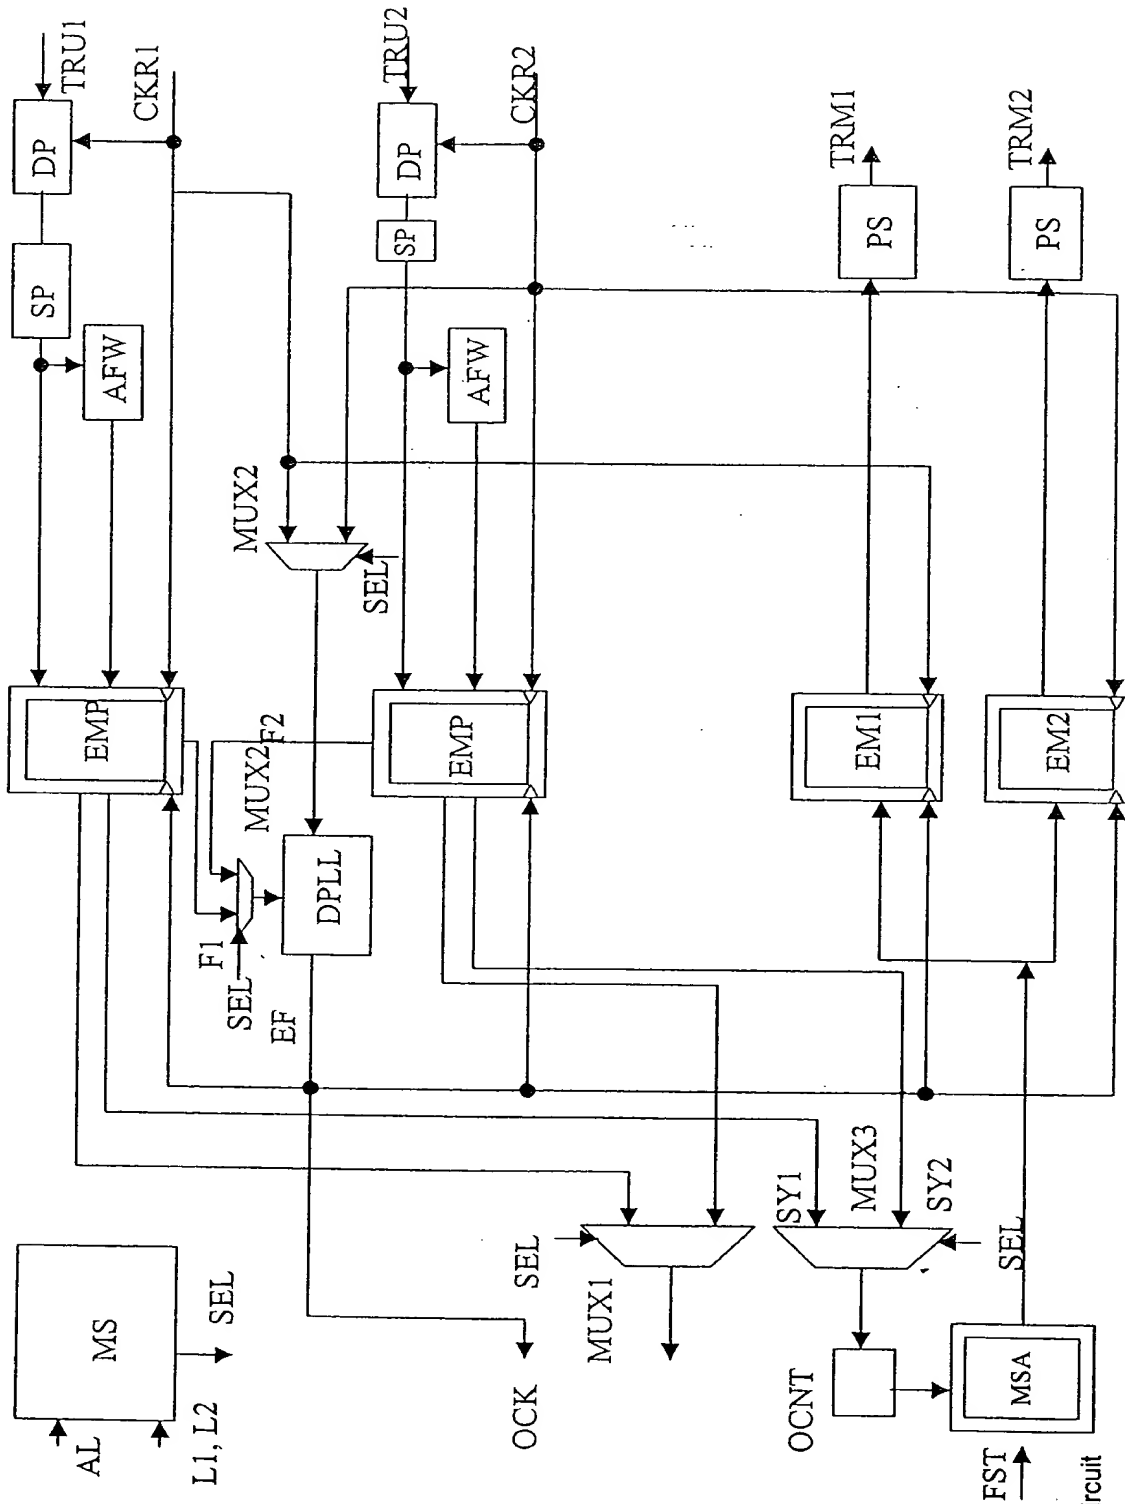 TRU1
DP
CKR1
SP
AFW
TRU2
DP
CKR2
SP
AFW
TRM1
PS
TRM2
PS
MUX2
SEL
EMP
F2
MUX2
EMP
EM1
EM2
DPLL
F1
SEL
EF
MS
SEL
AL
L1, L2
OCK
SEL
MUX1
SY1
MUX3
SY2
SEL
OCNT
MSA
FST
rcuit